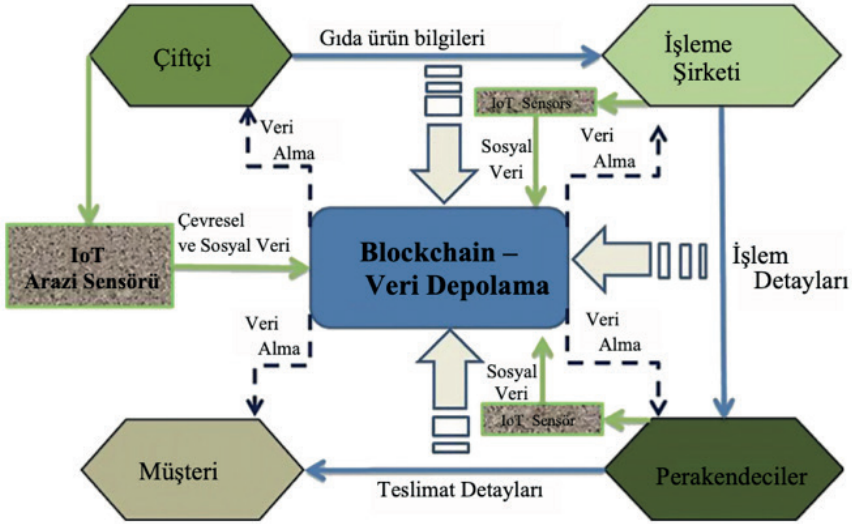 Çiftçi
Gıda ürün bilgileri
İşleme
Şirketi
IoT Sensörs
Veri
Alma
Sosyal
Veri
Veri
Alma
Çevresel
ve Sosyal Veri
IoT
Arazi Sensörü
Blockchain –
Veri Depolama
İşlem
Detayları
Veri
Alma
Veri
Alma
Sosyal
Veri
IoT Sensör
Müşteri
Teslimat Detayları
Perakendeciler